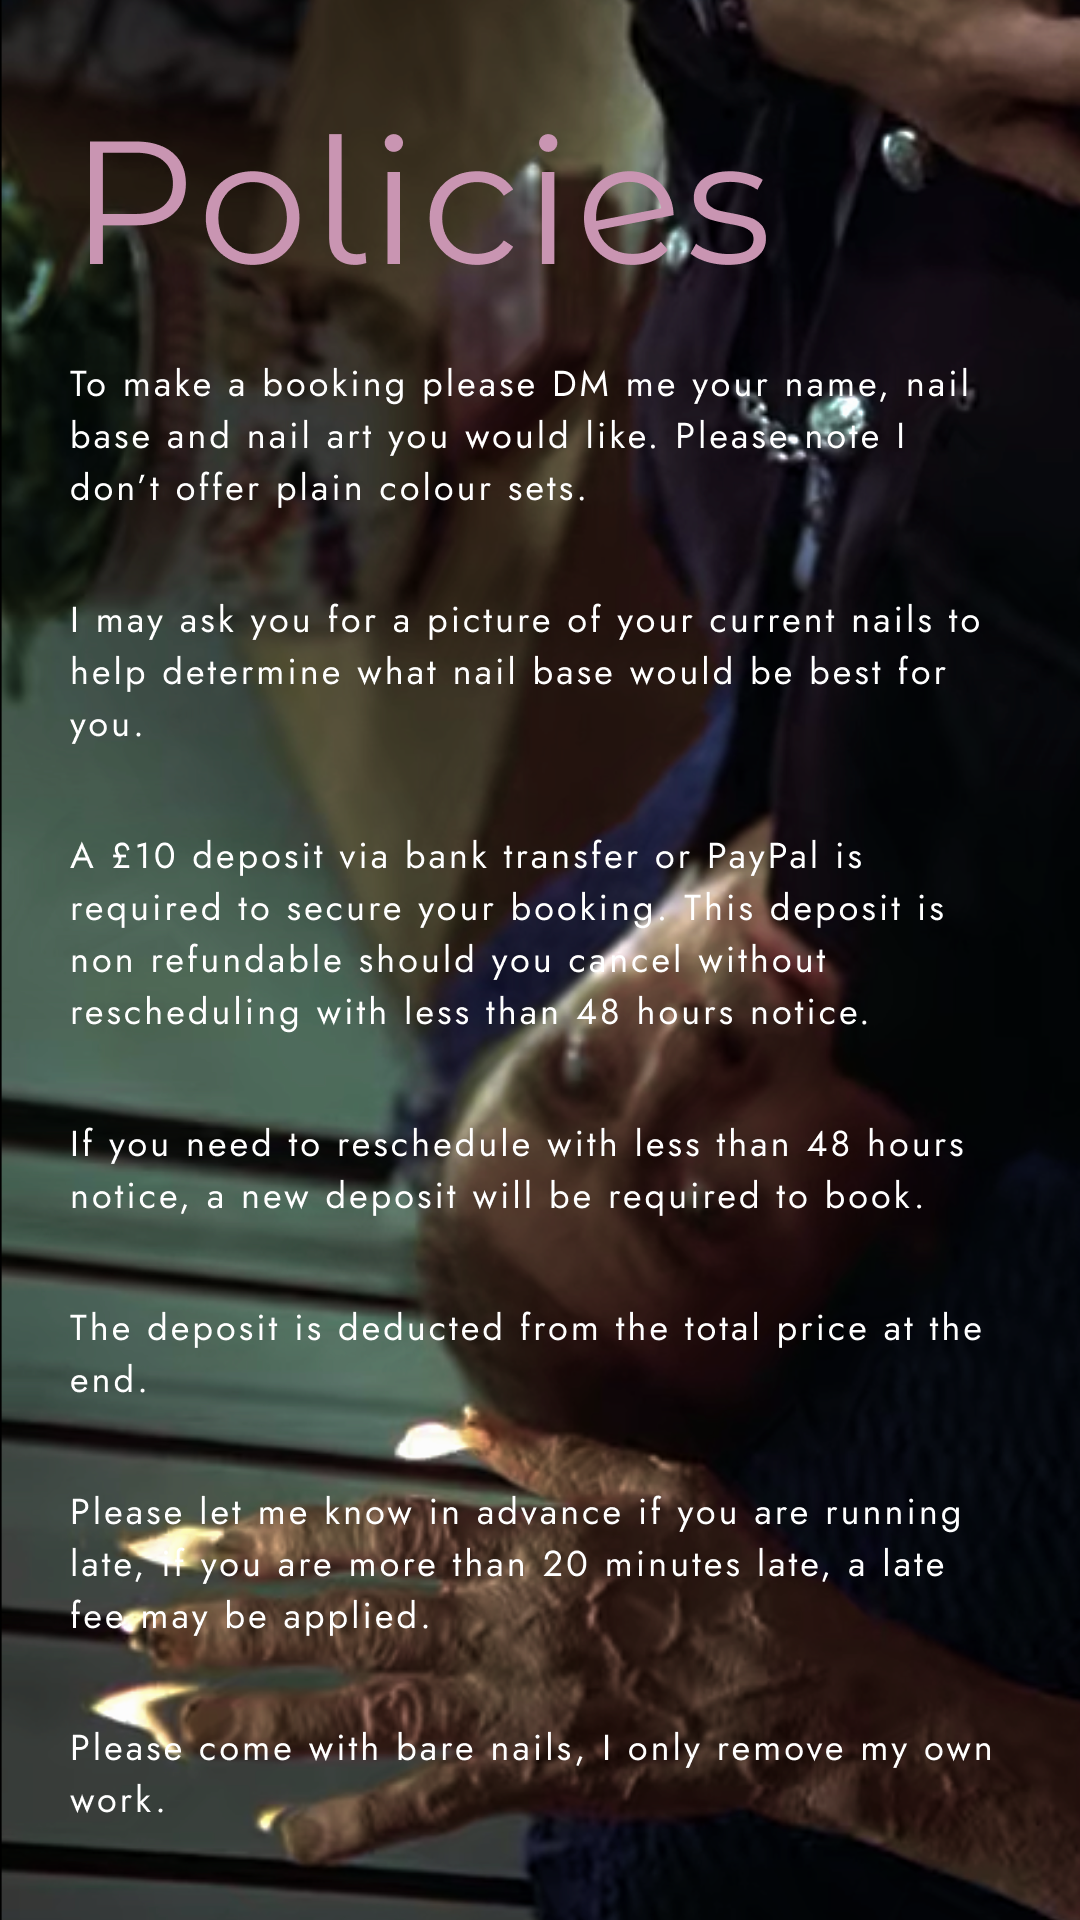 Policies
To make a booking please DM me your name, nail
base and nail art you would like. Please note I
don’t offer plain colour sets.
I may ask you for a picture of your current nails to
help determine what nail base would be best for
you.
A £10 deposit via bank transfer or PayPal is
required to secure your booking. This deposit is
non refundable should you cancel without
rescheduling with less than 48 hours notice.
If you need to reschedule with less than 48 hours
notice, a new deposit will be required to book.
The deposit is deducted from the total price at the
end.
Please let me know in advance if you are running
late, if you are more than 20 minutes late, a late
fee may be applied.
Please come with bare nails, I only remove my own
work.